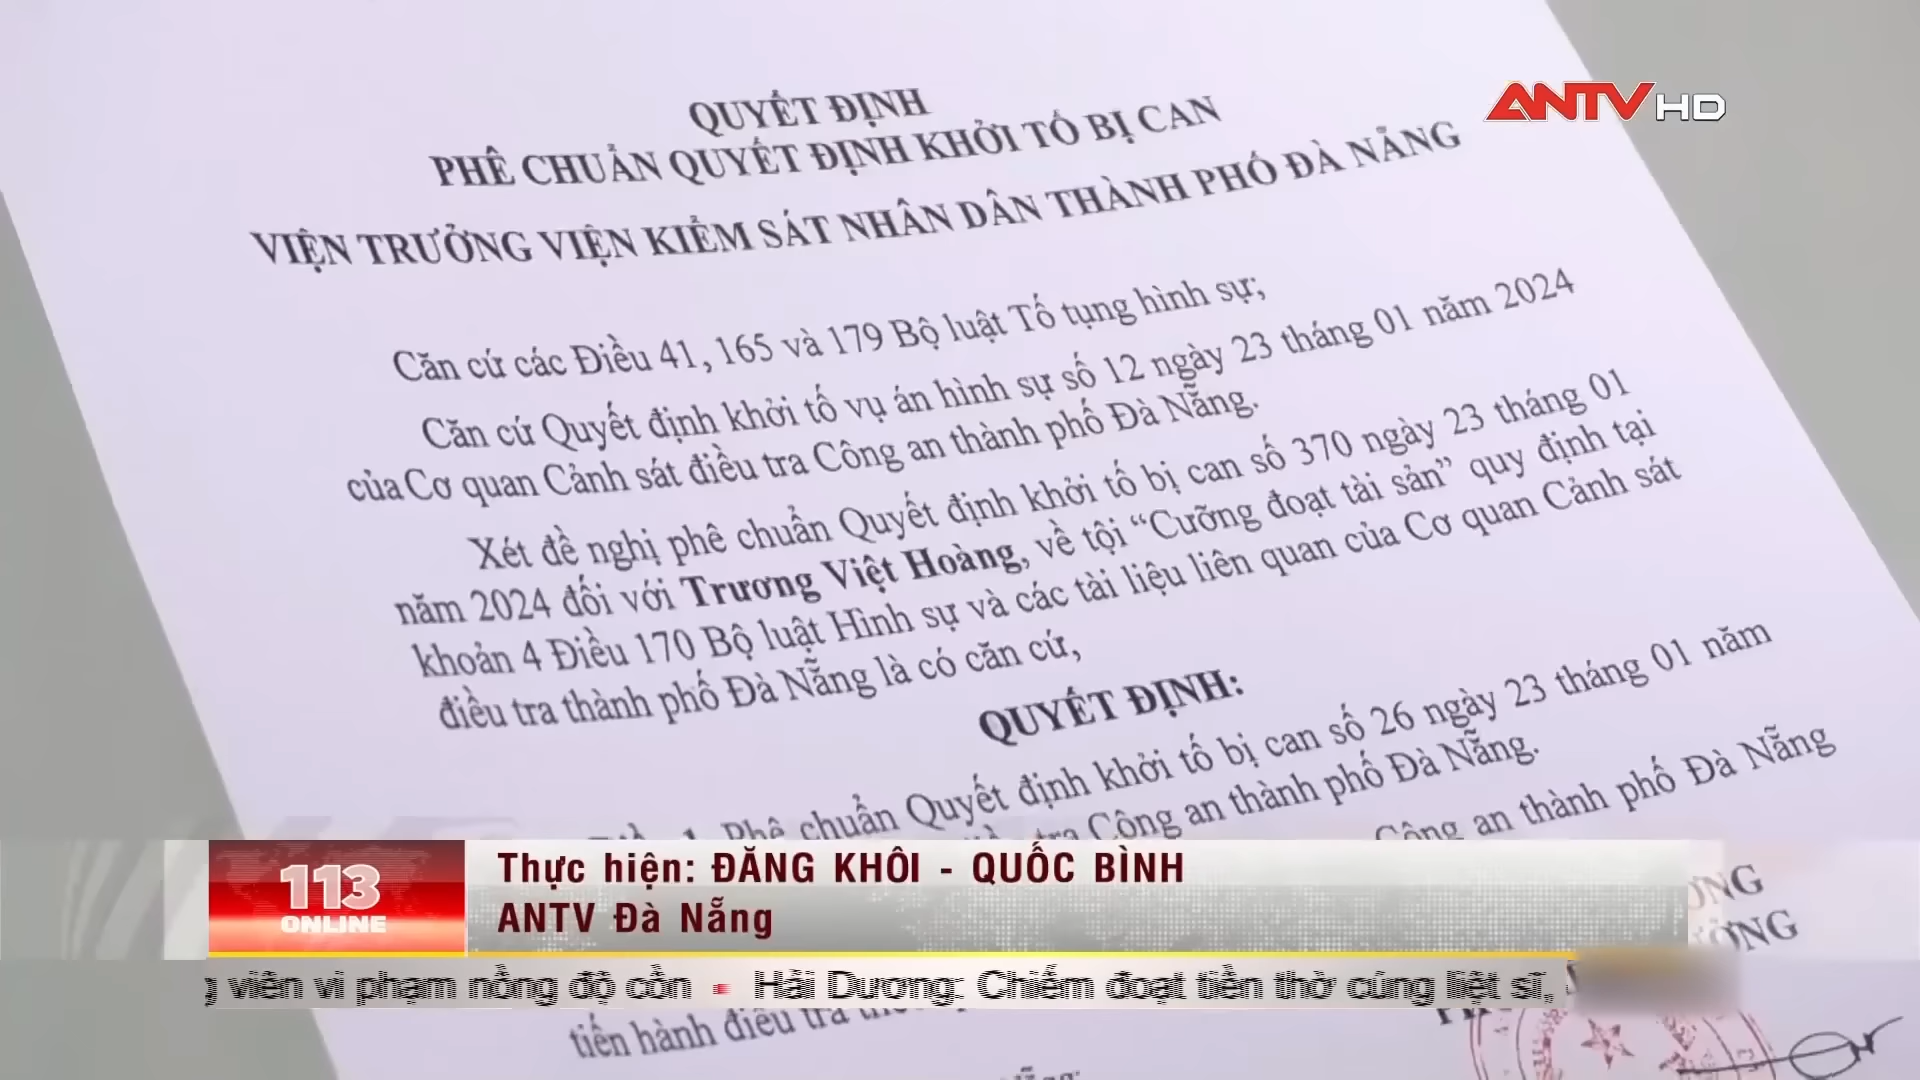 ANTV HD
QUYẾT ĐỊNH
PHÊ CHUẨN QUYẾT ĐỊNH KHỞI TỐ BỊ CAN
VIỆN TRƯỞNG VIỆN KIỂM SÁT NHÂN DÂN THÀNH PHỐ ĐÀ NẴNG
Căn cứ các Điều 41, 165 và 179 Bộ luật Tố tụng hình sự;
Căn cứ Quyết định khởi tố vụ án hình sự số 12 ngày 23 tháng 01 năm 2024
của Cơ quan Cảnh sát điều tra Công an thành phố Đà Nẵng.
Xét đề nghị phê chuẩn Quyết định khởi tố bị can số 370 ngày 23 tháng 01
năm 2024 đối với Trương Việt Hoàng, về tội “Cưỡng đoạt tài sản” quy định tại
khoản 4 Điều 170 Bộ luật Hình sự và các tài liệu liên quan của Cơ quan Cảnh sát
điều tra thành phố Đà Nẵng là có căn cứ,
QUYẾT ĐỊNH:
1. Phê chuẩn Quyết định khởi tố bị can số 26 ngày 23 tháng 01 năm
tra Công an thành phố Đà Nẵng.
Công an thành phố Đà Nẵng
113 ONLINE
Thực hiện: ĐĂNG KHÔI - QUỐC BÌNH
ANTV Đà Nẵng
viên vi phạm nồng độ cồn ▪ Hải Dương: Chiếm đoạt tiền thờ cúng liệt sĩ,
tiến hành điều tra